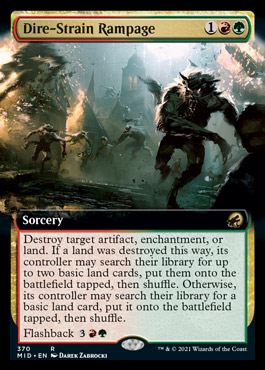 Dire-Strain Rampage 1
Sorcery
Destroy target artifact, enchantment, or
land. If a land was destroyed this way, its
controller may search their library for up
to two basic land cards, put them onto the
battlefield tapped, then shuffle. Otherwise,
its controller may search their library for a
basic land card, put it onto the battlefield
tapped, then shuffle.
Flashback 3
370 R
MID • EN DAREK ZABROCKI ™ & © 2021 Wizards of the Coast